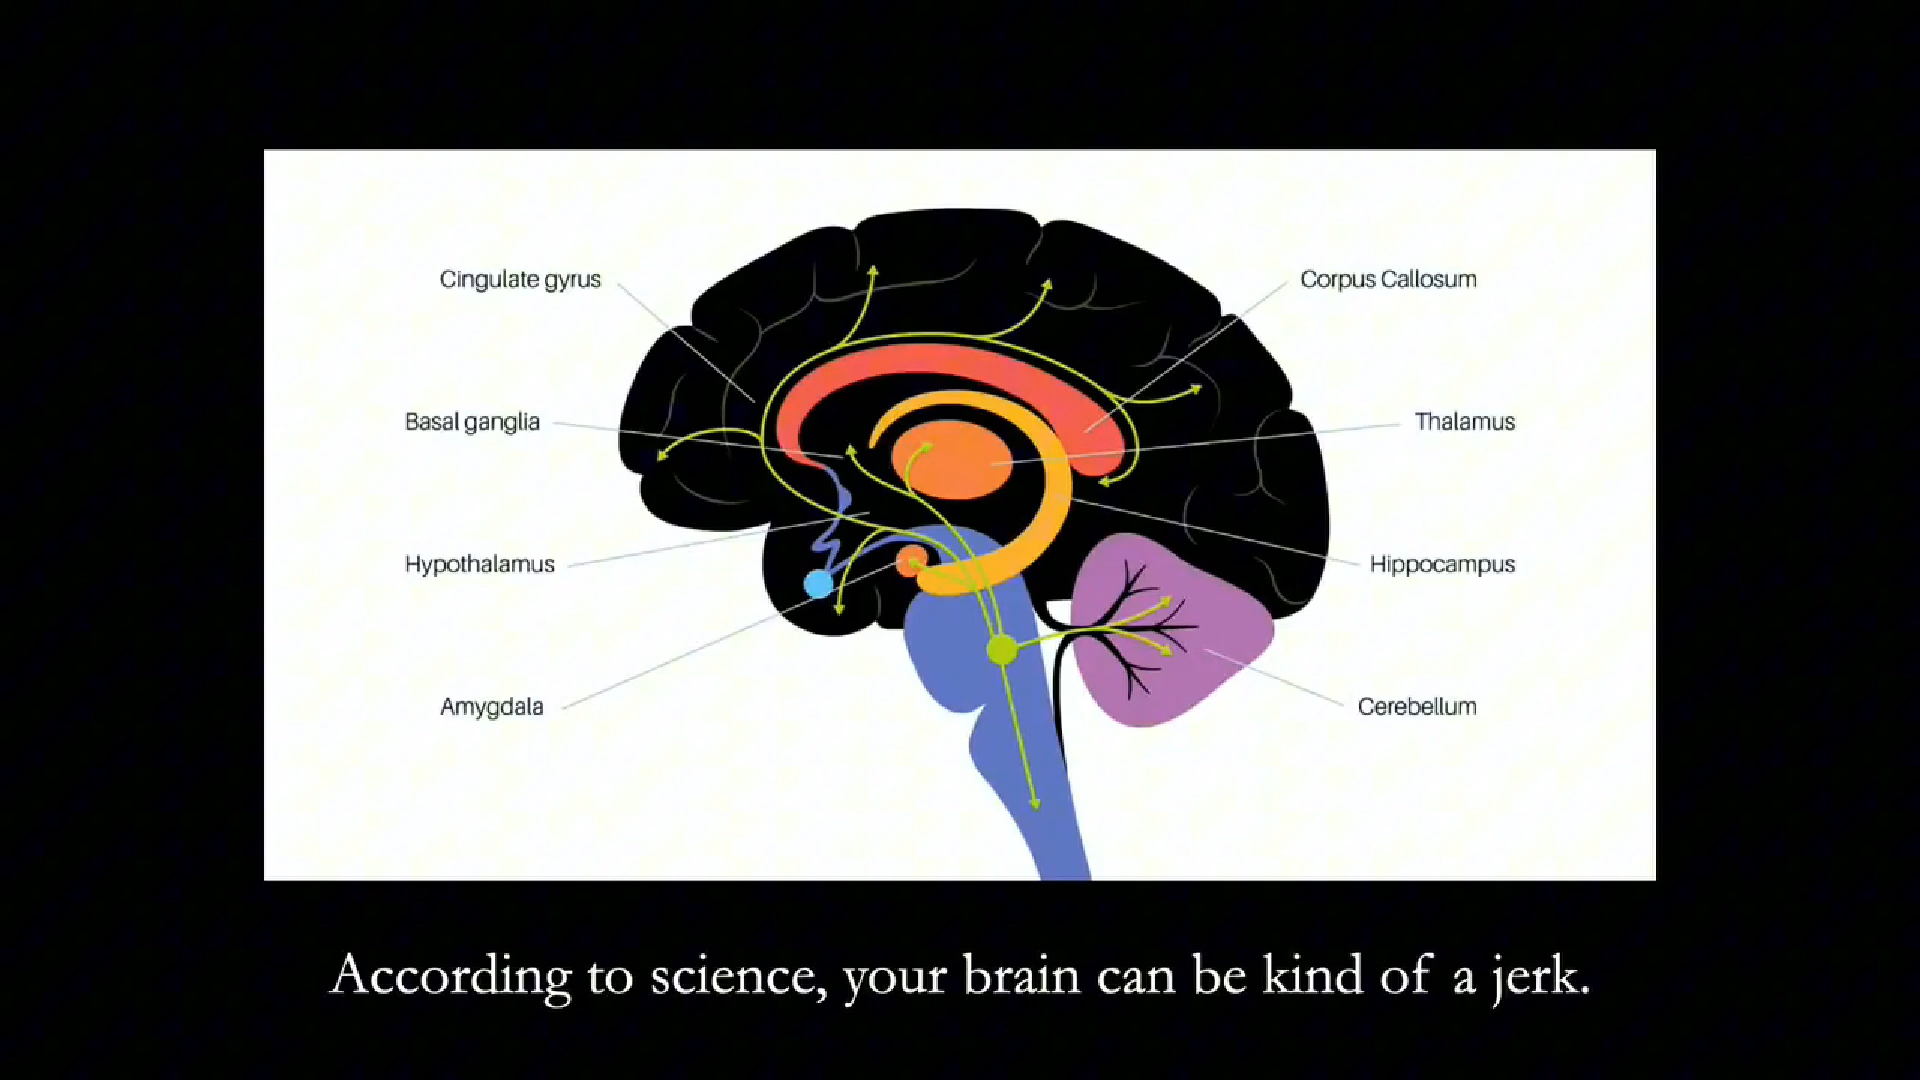 Cingulate gyrus
Corpus Callosum
Basal ganglia
Thalamus
Hypothalamus
Hippocampus
Amygdala
Cerebellum
According to science, your brain can be kind of a jerk.